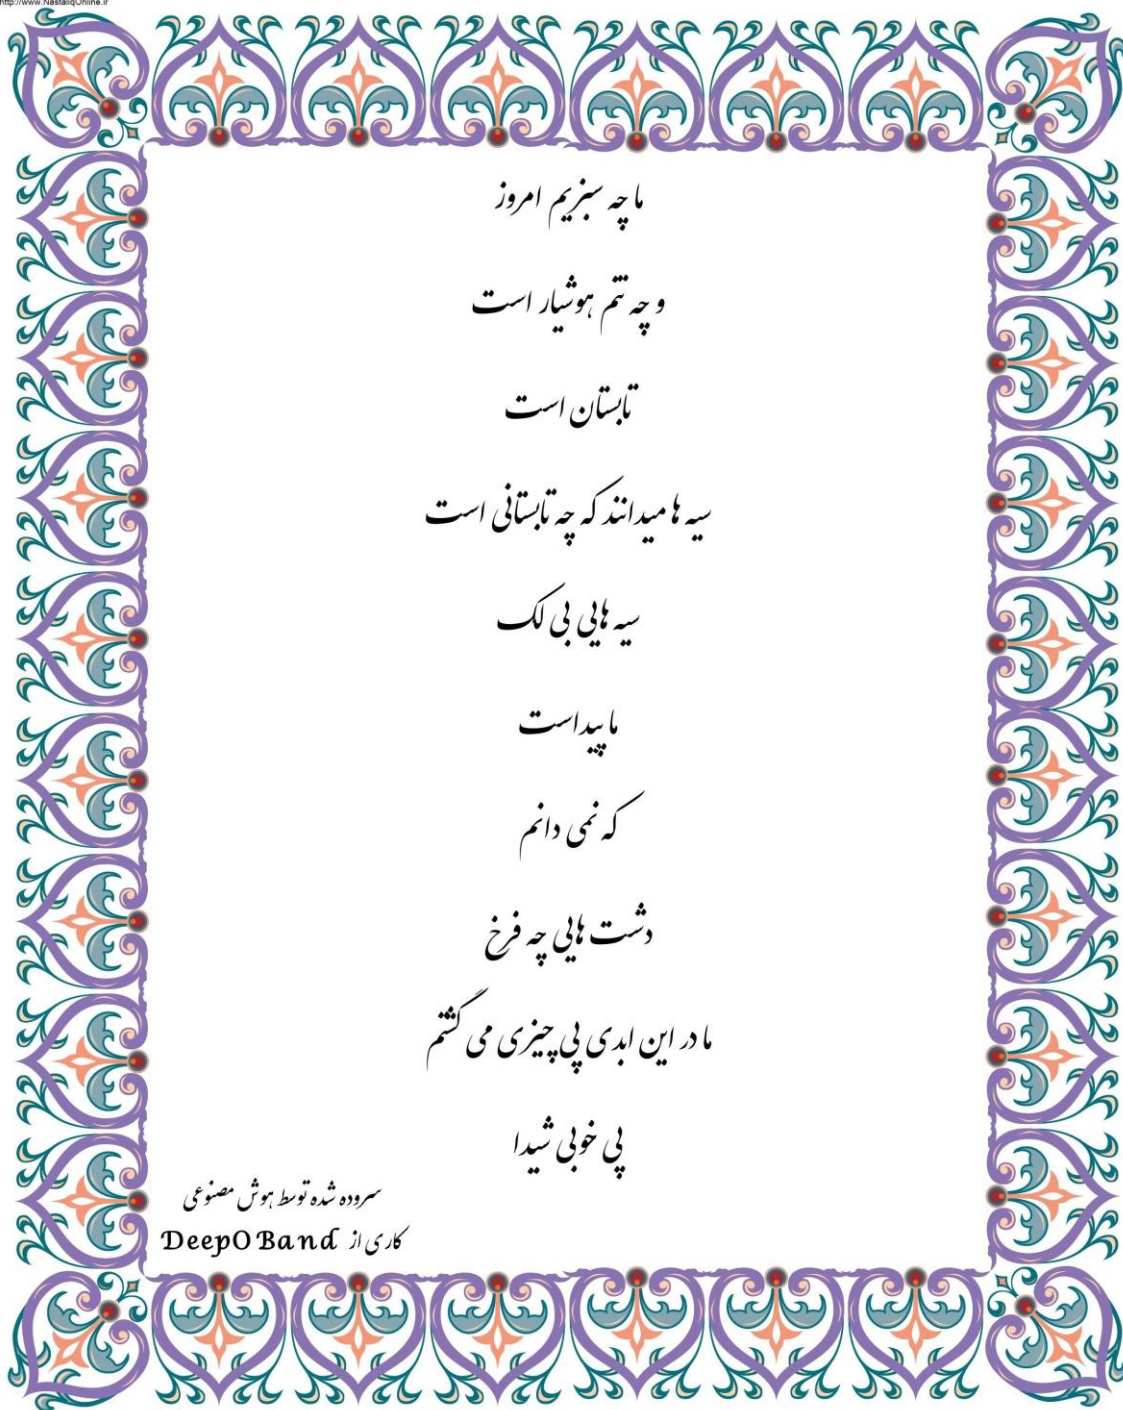 http://www.NastaliqOnline.ir
ما چه سبزیم امروز
و چه تنم هوشیار است
تابستان است
سیه ها میدانند که چه تابستانی است
سیه هایی بی لک
ما پیداست
که نمی دانم
دشت هایی چه فرخ
ما در این ابدی پی چیزی می گشتم
پی خوبی شیدا
سروده شده توسط هوش مصنوعی
کاری از DeepOBand